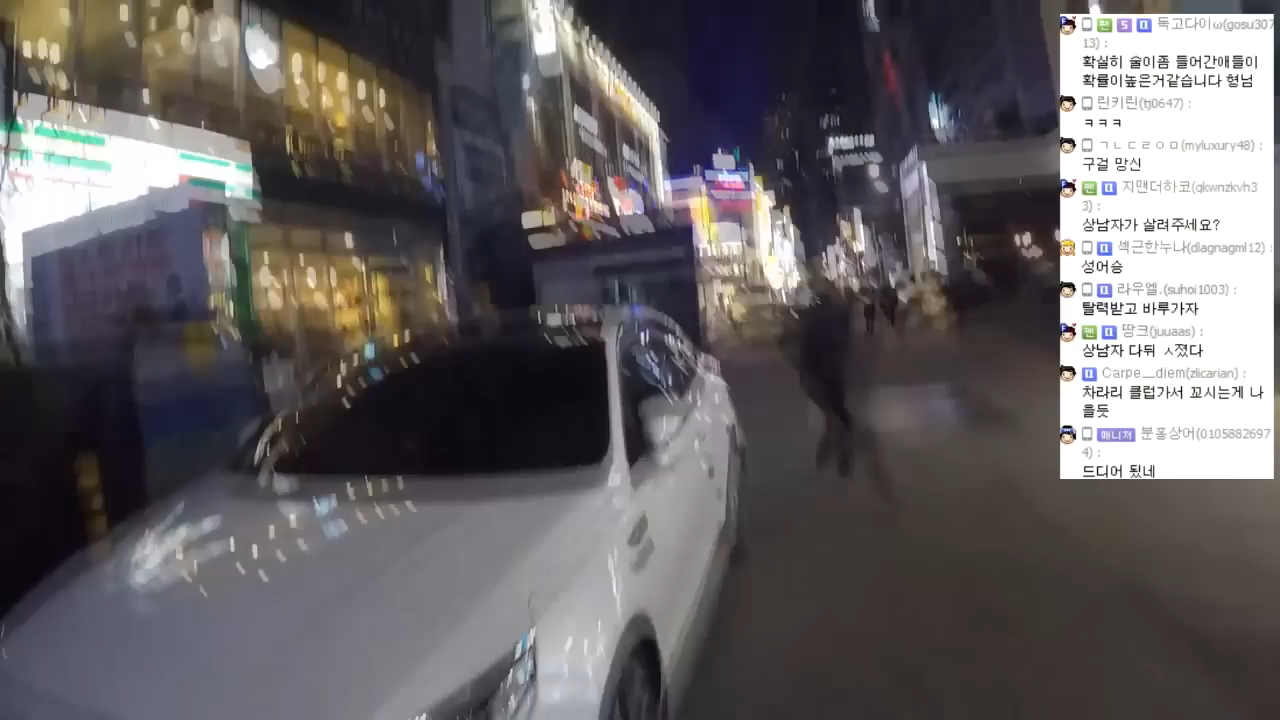 팬 S 독고다이ω(gosu307
13) :
확실히 술이좀 들어간애들이
확률이높은거같습니다 형님
린키린(tj0647) :
ㅋㅋㅋ
ㄱㄴㄷㄹㅇㅁ(myluxury48) :
구걸 망신
팬 지맨더하코(qkwnzkvh3
3) :
상남자가 살려주세요?
섹근한누나(dlagnagml12) :
성어승
라우엘.(suhoi1003) :
탈력받고 바루가자
팬 땅크(juuaas) :
상남자 다뒤 ㅅ졌다
Carpe__diem(zlicarian) :
차라리 클럽가서 꼬시는게 나
을듯
매니저 분홍상어(0105882697
4) :
드디어 됬네